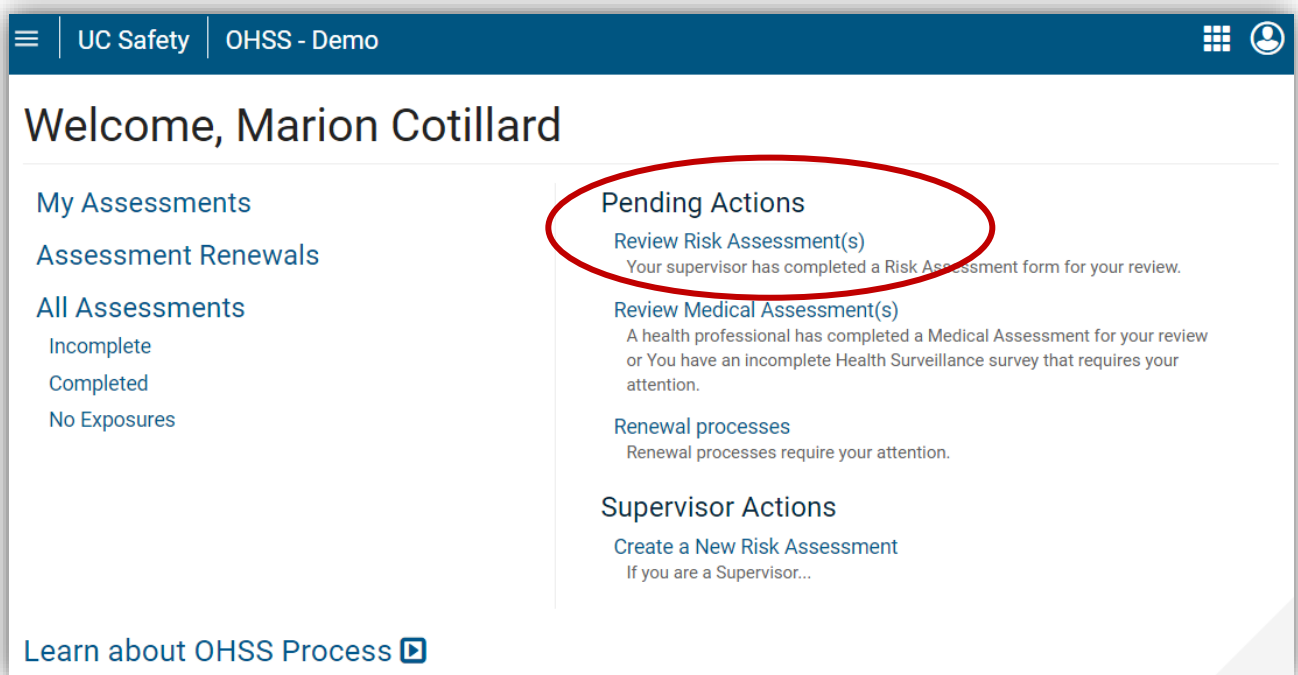 UC Safety OHSS - Demo
Welcome, Marion Cotillard
My Assessments
Assessment Renewals
All Assessments
Incomplete
Completed
No Exposures
Pending Actions
Review Risk Assessment(s)
Your supervisor has completed a Risk Assessment form for your review.
Review Medical Assessment(s)
A health professional has completed a Medical Assessment for your review
or You have an incomplete Health Surveillance survey that requires your
attention.
Renewal processes
Renewal processes require your attention.
Supervisor Actions
Create a New Risk Assessment
If you are a Supervisor...
Learn about OHSS Process